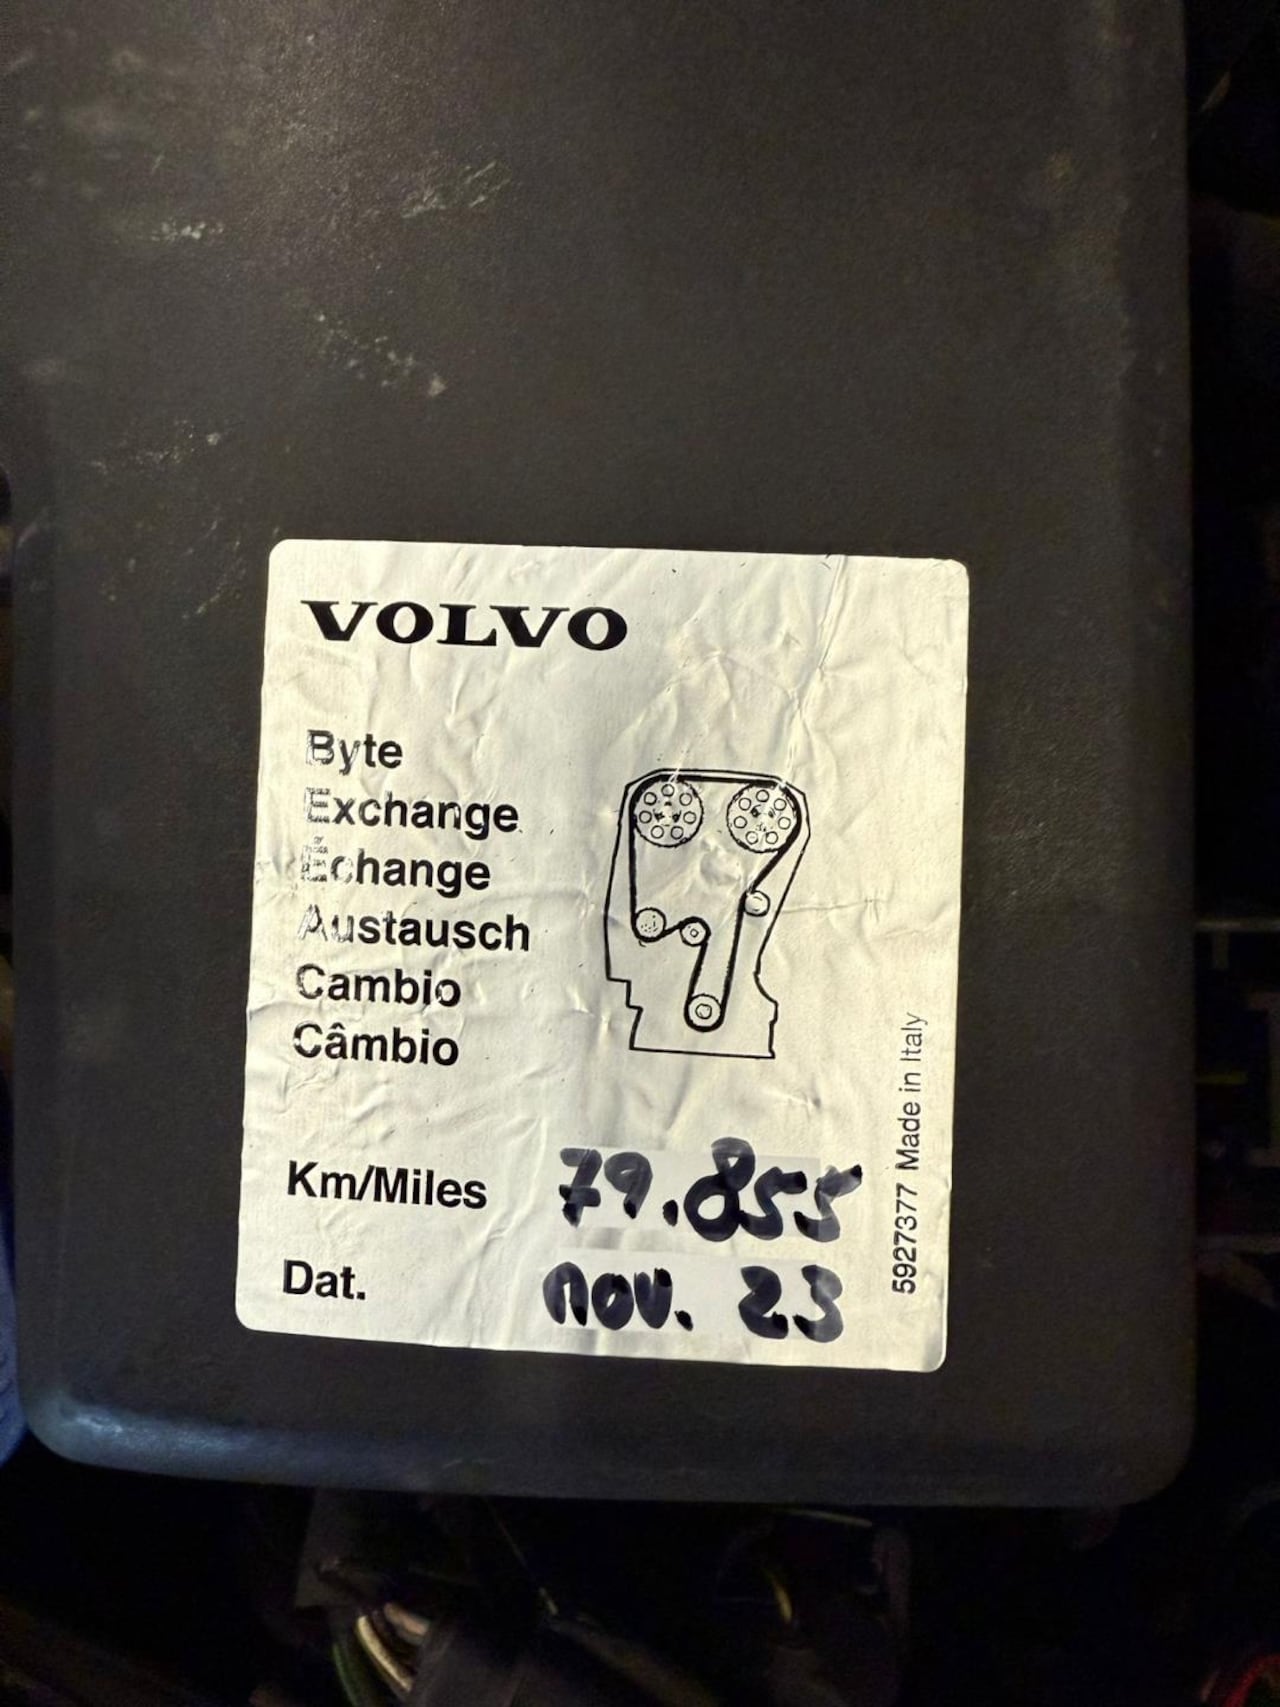 VOLVO
Byte
Exchange
Échange
Austausch
Cambio
Câmbio
Km/Miles 79.855
Dat. nov. 23
5927377 Made in Italy